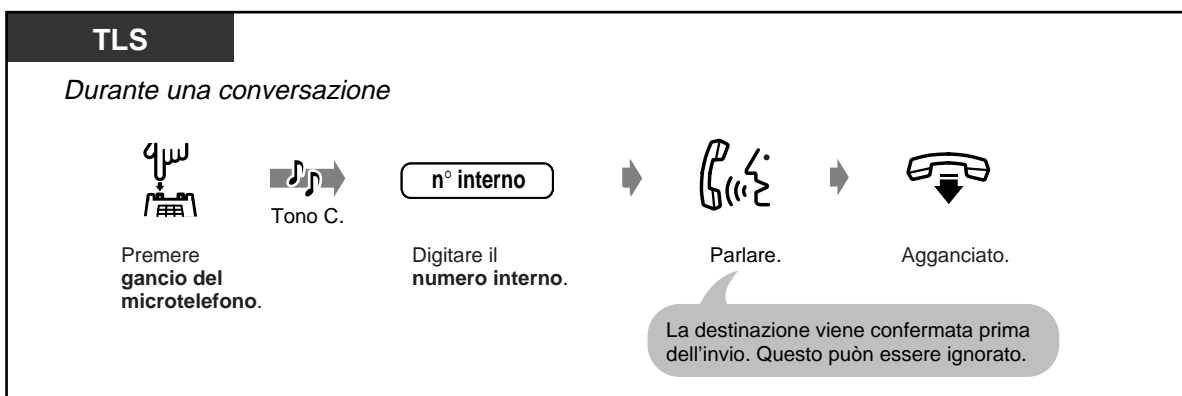 TLS
Durante una conversazione
Tono C.
n° interno
Premere
gancio del
microtelefono.
Digitare il
numero interno.
Parlare.
Agganciato.
La destinazione viene confermata prima
dell'invio. Questo puòn essere ignorato.